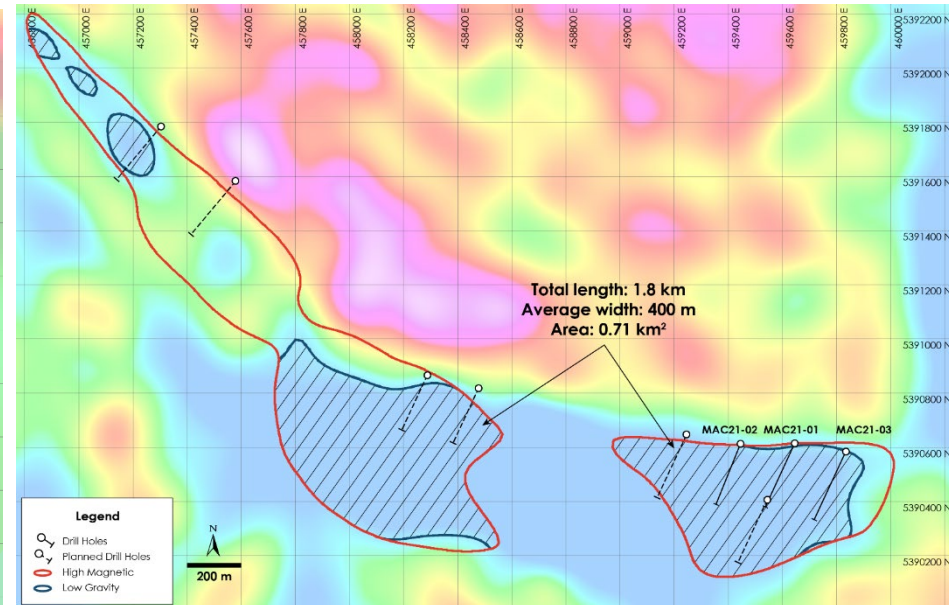 456800 E
457000 E
457200 E
457400 E
457600 E
457800 E
458000 E
458200 E
458400 E
458600 E
458800 E
459000 E
459200 E
459400 E
459600 E
459800 E
460000 E
5392200 N
5392000 N
5391800 N
5391600 N
5391400 N
5391200 N
5391000 N
5390800 N
5390600 N
5390400 N
5390200 N
Total length: 1.8 km
Average width: 400 m
Area: 0.71 km²
MAC21-02
MAC21-01
MAC21-03
Legend
Drill Holes
Planned Drill Holes
High Magnetic
Low Gravity
N
200 m